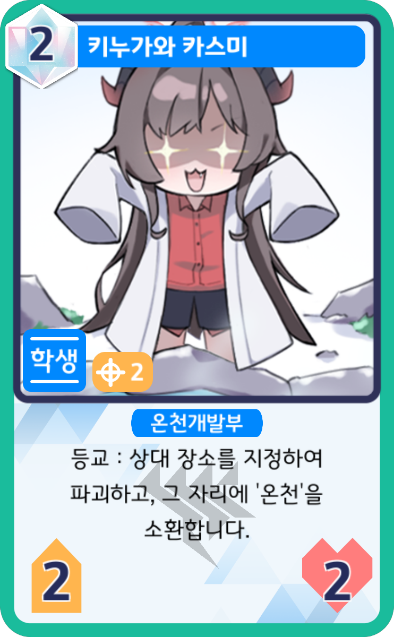 2
키누가와 카스미
학생
2
온천개발부
등교 : 상대 장소를 지정하여
파괴하고, 그 자리에 '온천'을
소환합니다.
2
2